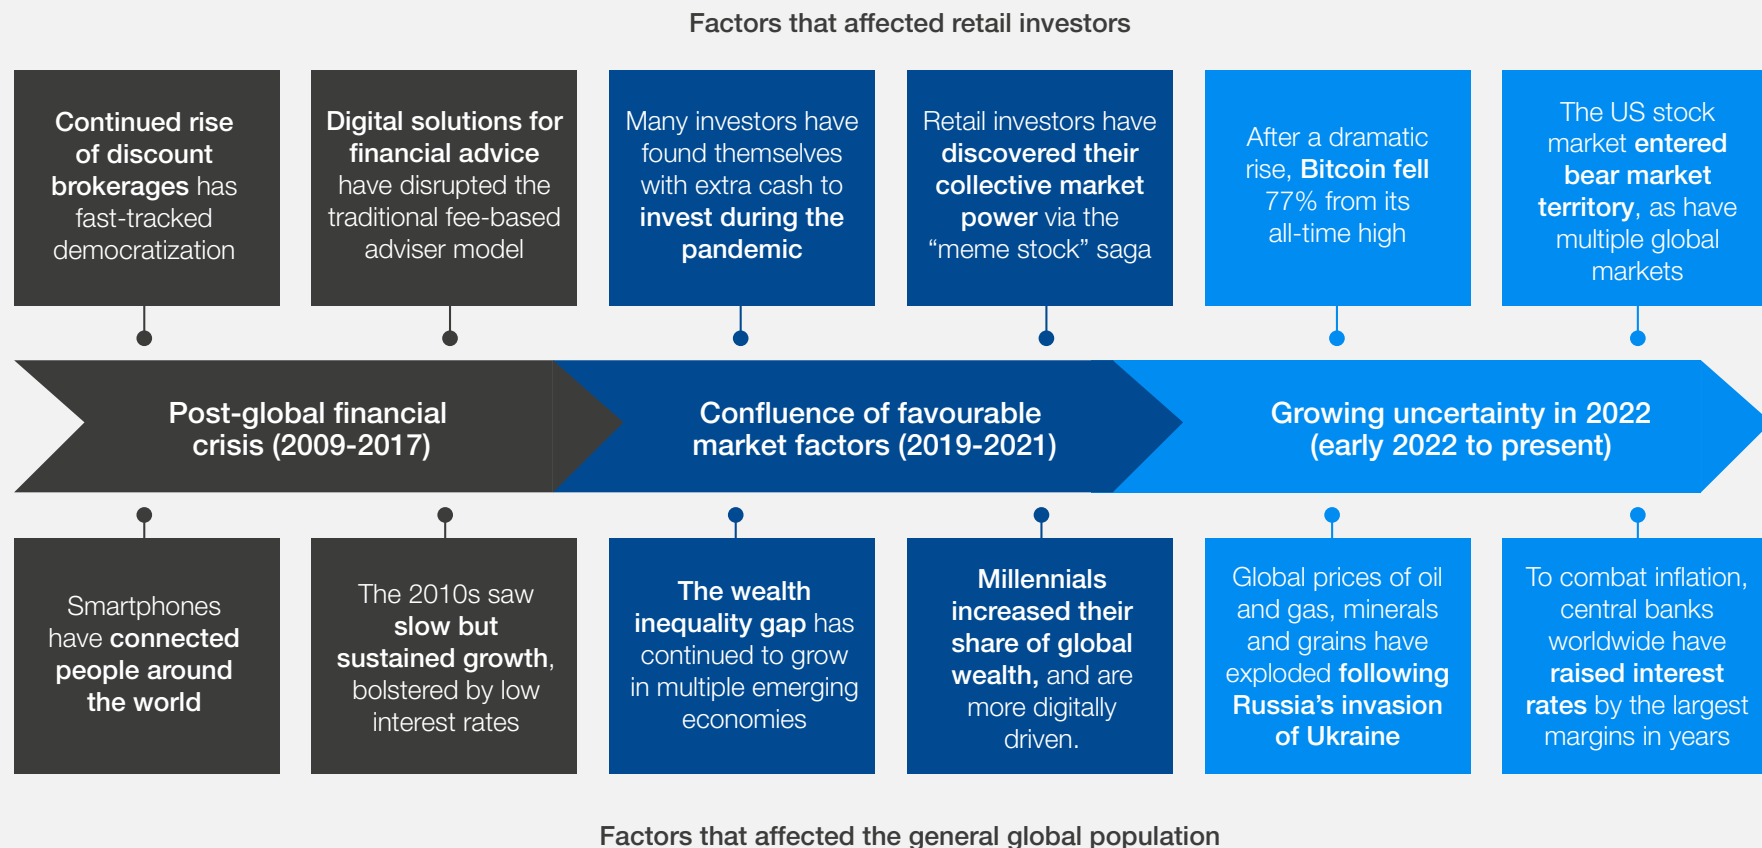 Factors that affected retail investors
Continued rise
of discount
brokerages has
fast-tracked
democratization
Digital solutions for
financial advice
have disrupted the
traditional fee-based
adviser model
Many investors have
found themselves
with extra cash to
invest during the
pandemic
Retail investors have
discovered their
collective market
power via the
“meme stock” saga
After a dramatic
rise, Bitcoin fell
77% from its
all-time high
The US stock
market entered
bear market
territory, as have
multiple global
markets
Post-global financial
crisis (2009-2017)
Confluence of favourable
market factors (2019-2021)
Growing uncertainty in 2022
(early 2022 to present)
Smartphones
have connected
people around
the world
The 2010s saw
slow but
sustained growth,
bolstered by low
interest rates
The wealth
inequality gap has
continued to grow
in multiple emerging
economies
Millennials
increased their
share of global
wealth, and are
more digitally
driven.
Global prices of oil
and gas, minerals
and grains have
exploded following
Russia’s invasion
of Ukraine
To combat inflation,
central banks
worldwide have
raised interest
rates by the largest
margins in years
Factors that affected the general global population